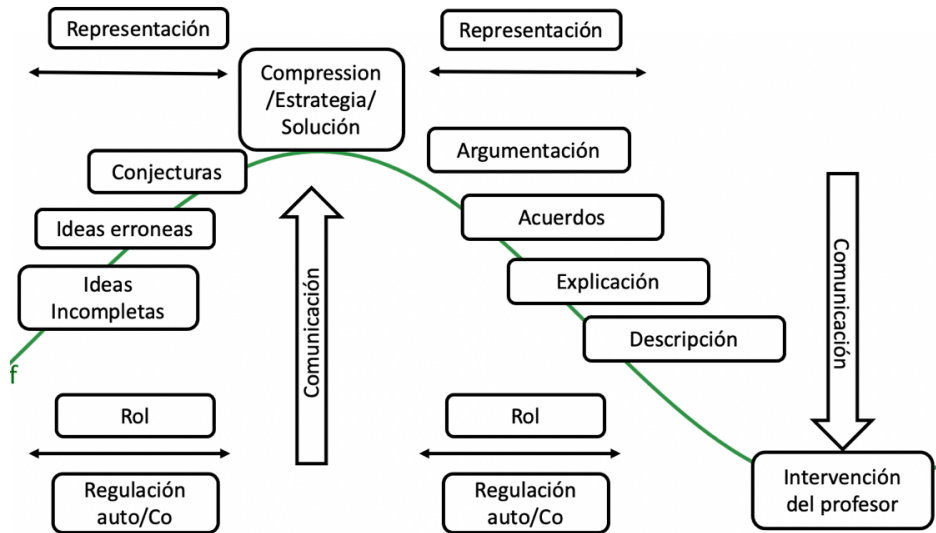 Representación
Representación
Compression
/Estrategia/
Solución
Conjecturas
Argumentación
Ideas erroneas
Acuerdos
Ideas
Incompletas
Explicación
Descripción
Comunicación
Comunicación
f
Rol
Rol
Regulación
auto/Co
Regulación
auto/Co
Intervención
del profesor